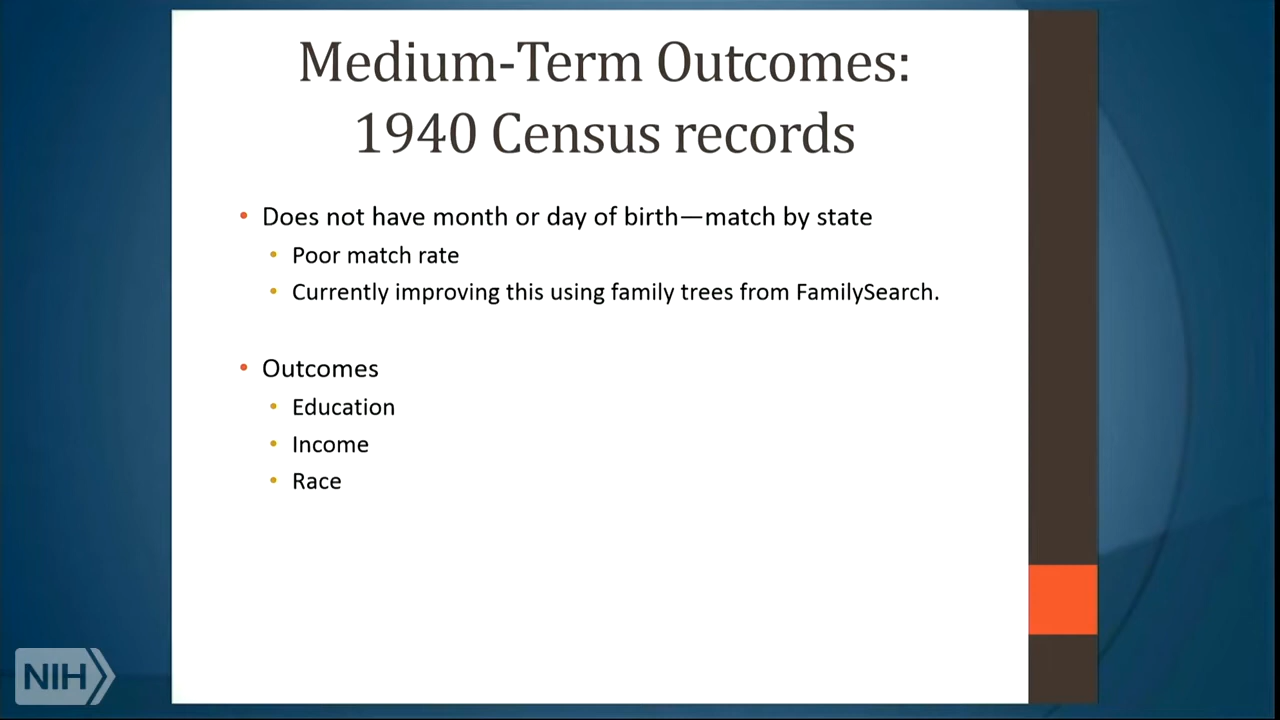 Medium-Term Outcomes:
1940 Census records
• Does not have month or day of birth—match by state
• Poor match rate
• Currently improving this using family trees from FamilySearch.
• Outcomes
• Education
• Income
• Race
NIH